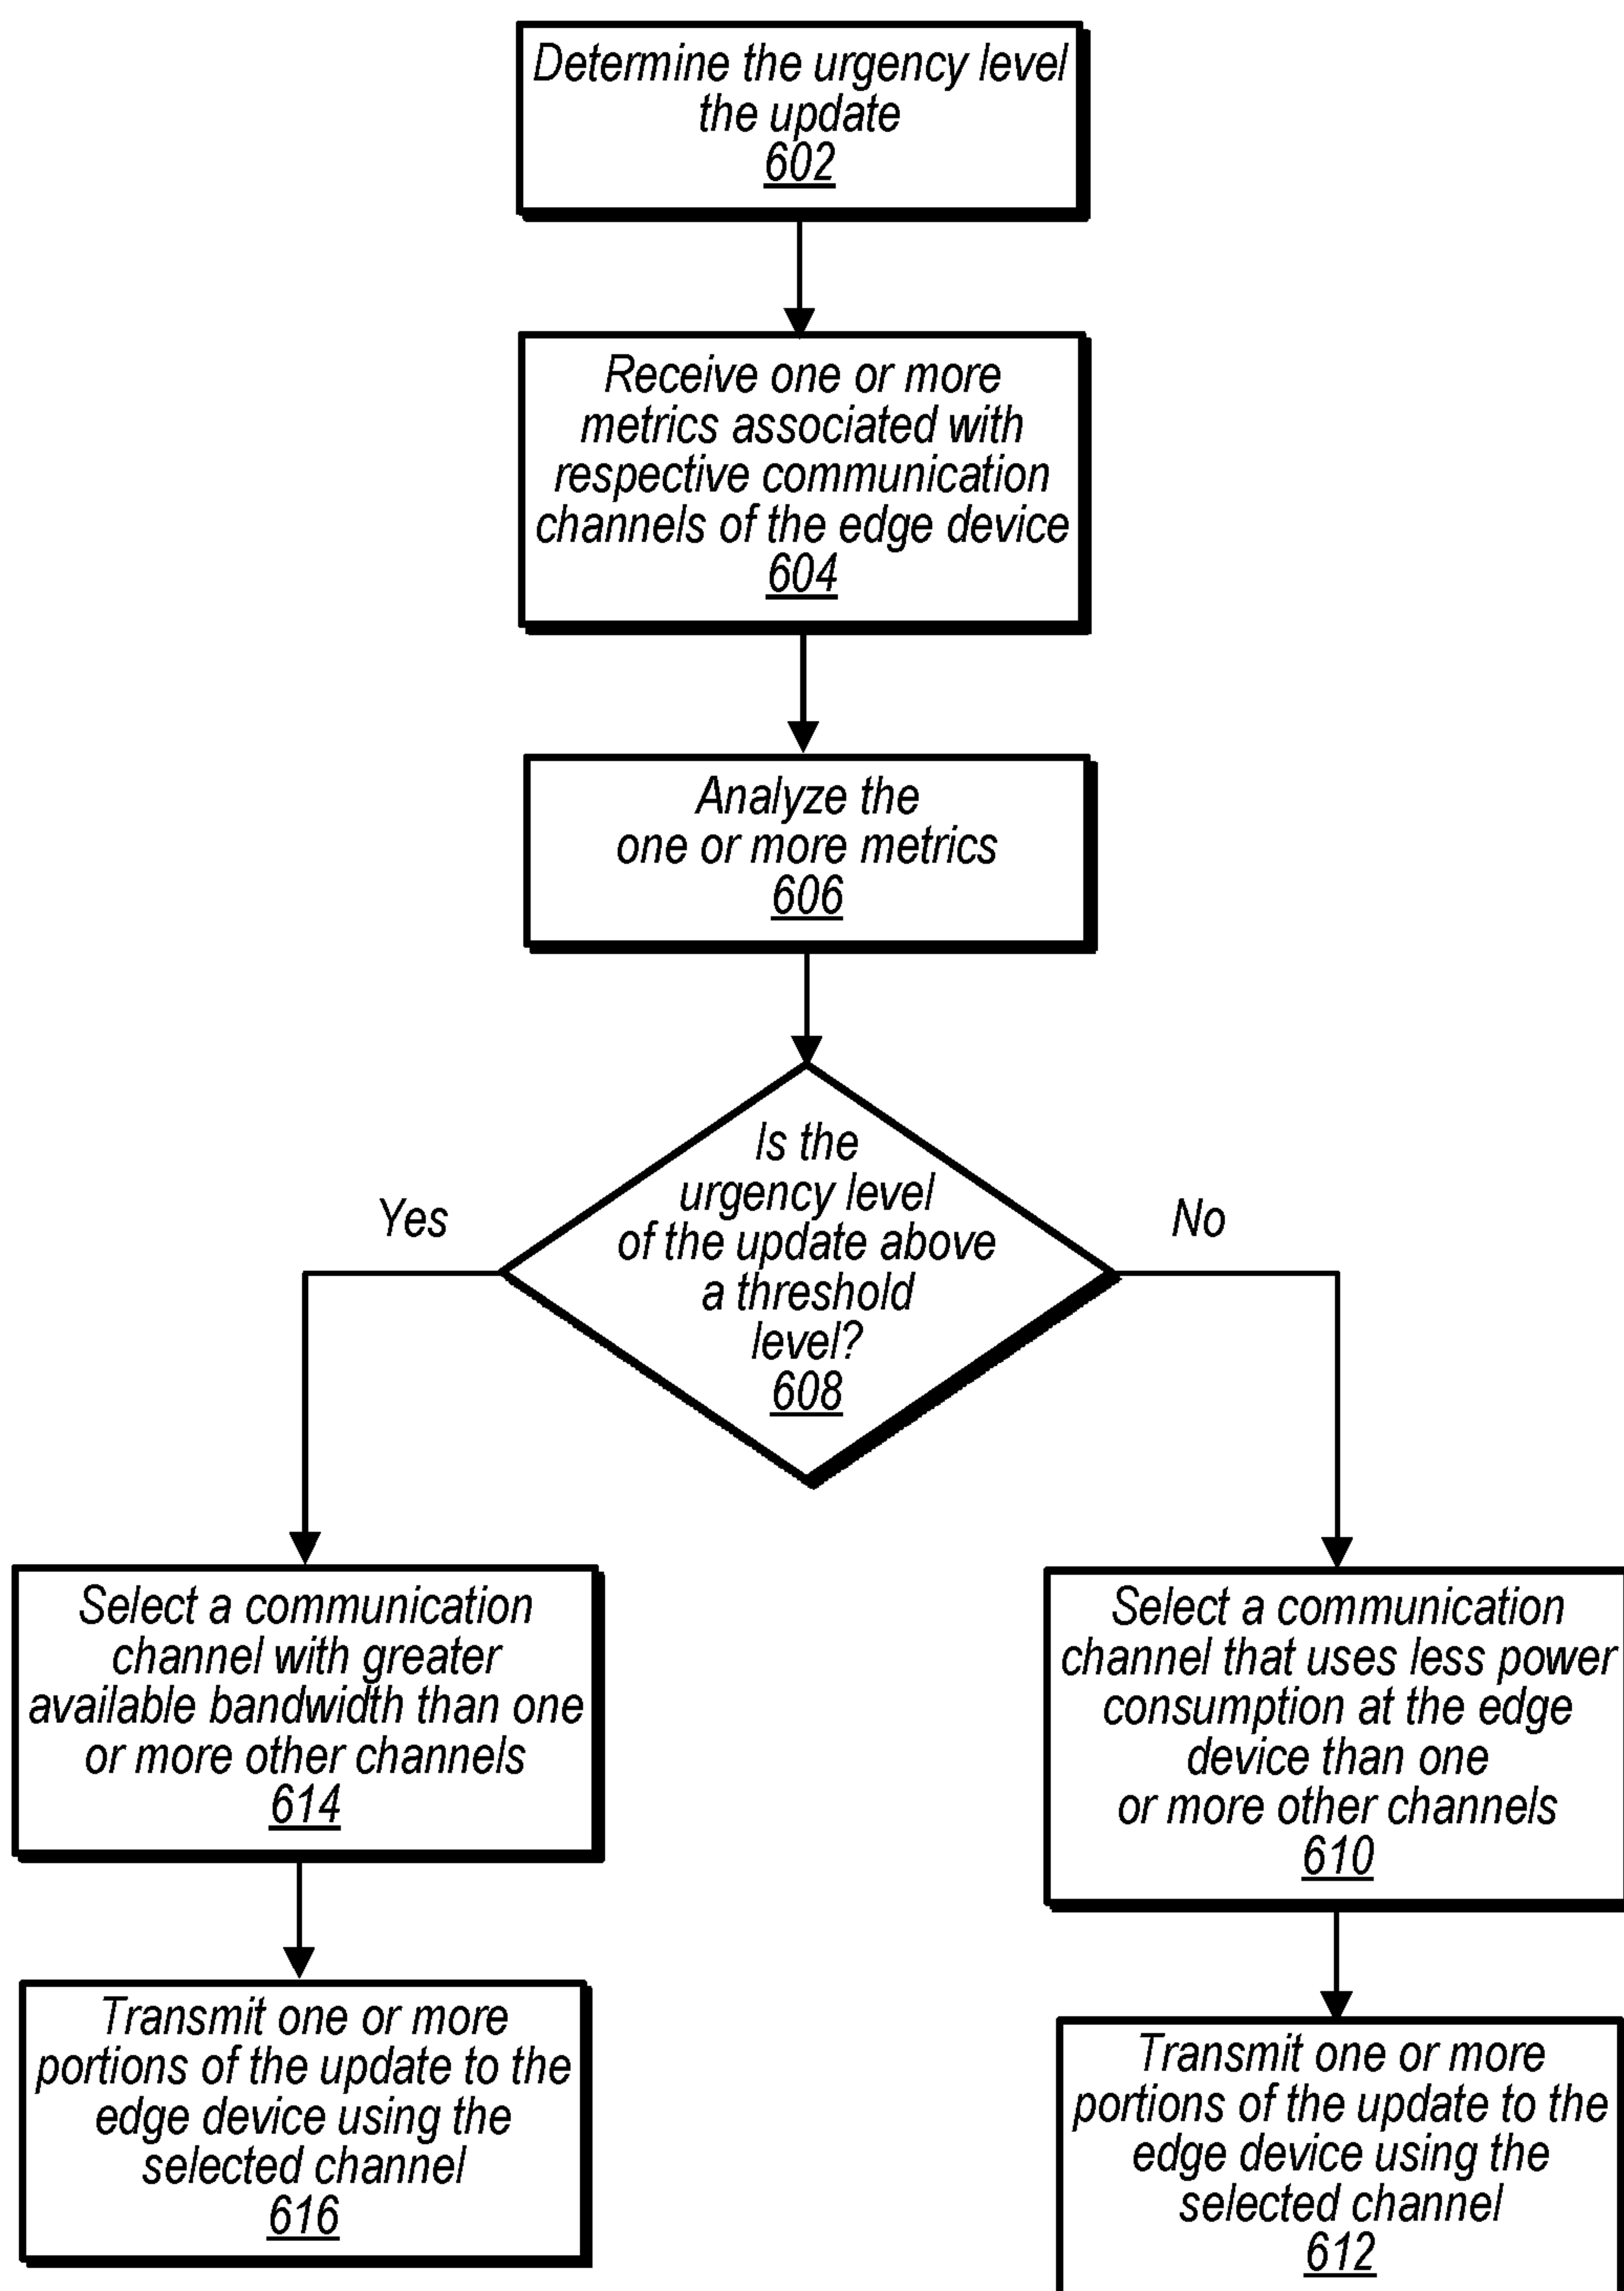 Determine the urgency level
the update
602
Receive one or more
metrics associated with
respective communication
channels of the edge device
604
Analyze the
one or more metrics
606
Is the
urgency level
of the update above
a threshold
level?
608
Yes
No
Select a communication
channel with greater
available bandwidth than one
or more other channels
614
Select a communication
channel that uses less power
consumption at the edge
device than one
or more other channels
610
Transmit one or more
portions of the update to the
edge device using the
selected channel
616
Transmit one or more
portions of the update to the
edge device using the
selected channel
612